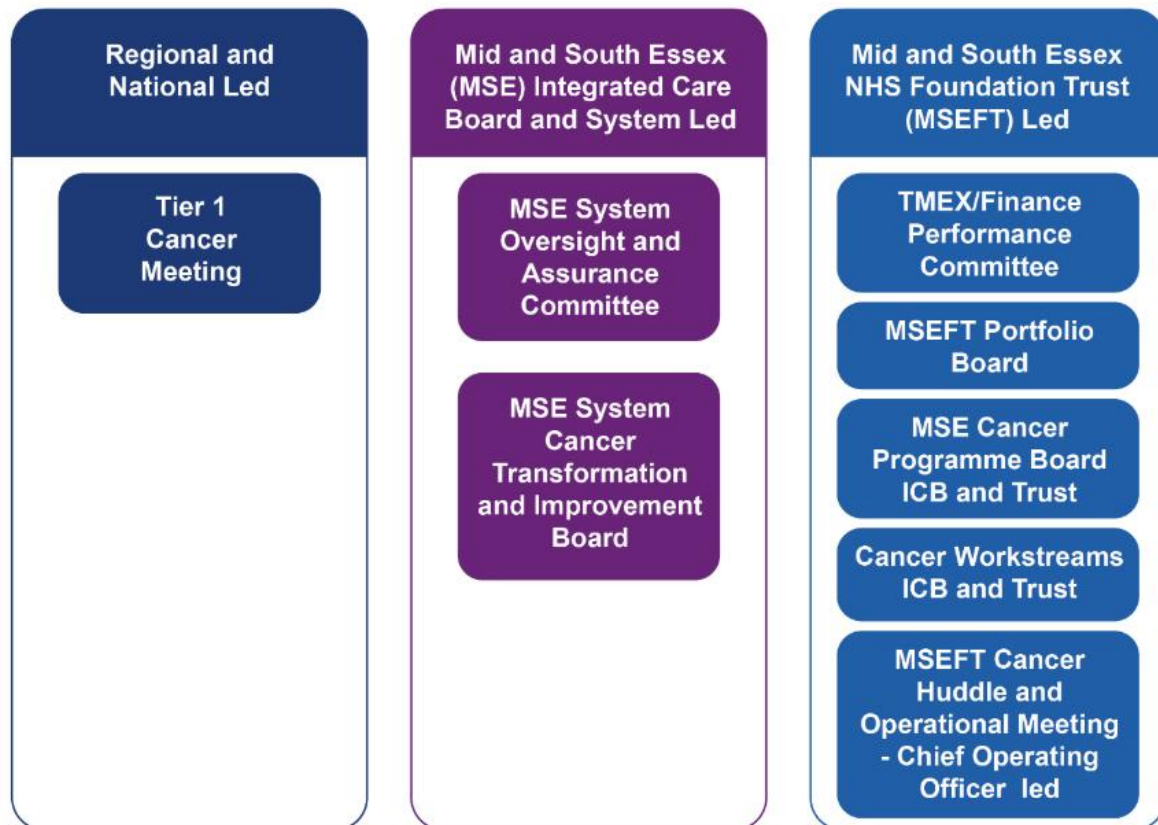 Regional and
National Led
Tier 1
Cancer
Meeting
Mid and South Essex
(MSE) Integrated Care
Board and System Led
MSE System
Oversight and
Assurance
Committee
MSE System
Cancer
Transformation
and Improvement
Board
Mid and South Essex
NHS Foundation Trust
(MSEFT) Led
TMEX/Finance
Performance
Committee
MSEFT Portfolio
Board
MSE Cancer
Programme Board
ICB and Trust
Cancer Workstreams
ICB and Trust
MSEFT Cancer
Huddle and
Operational Meeting
- Chief Operating
Officer led